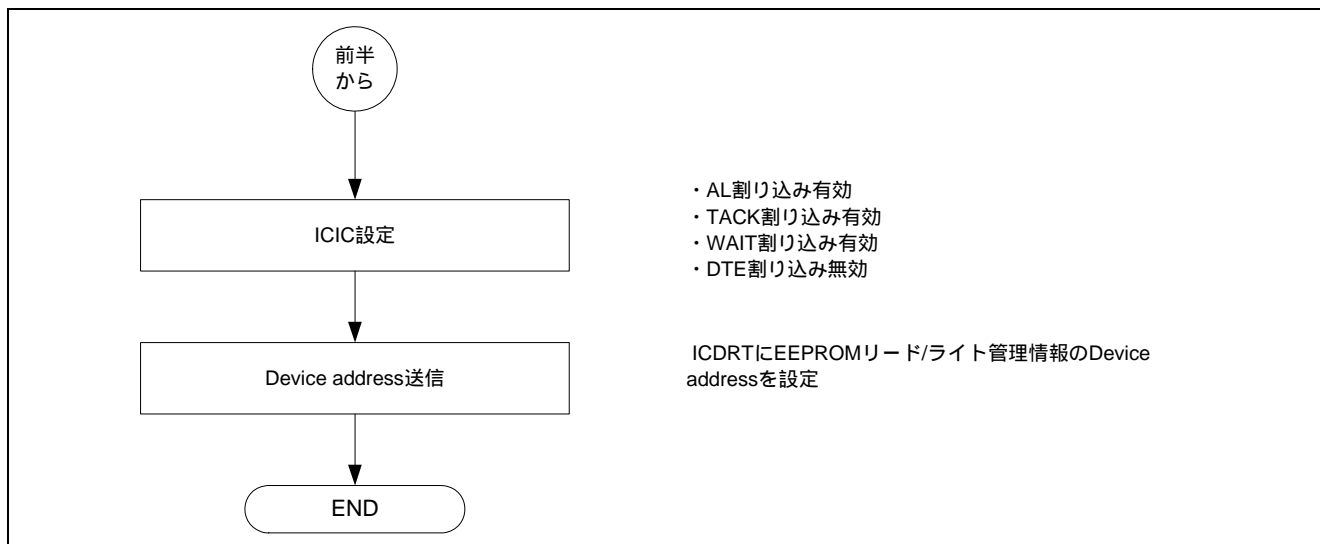 前半
から
ICIC設定
・AL割り込み有効
・TACK割り込み有効
・WAIT割り込み有効
・DTE割り込み無効
Device address送信
ICDRTにEEPROMリード/ライト管理情報のDevice
addressを設定
END